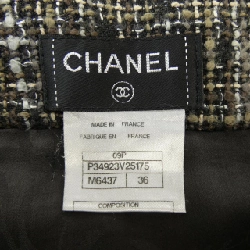 CHANEL
MADE IN FRANCE
FABRIQUE EN FRANCE
09P
P34923V25175
M6437 36
COMPOSITION